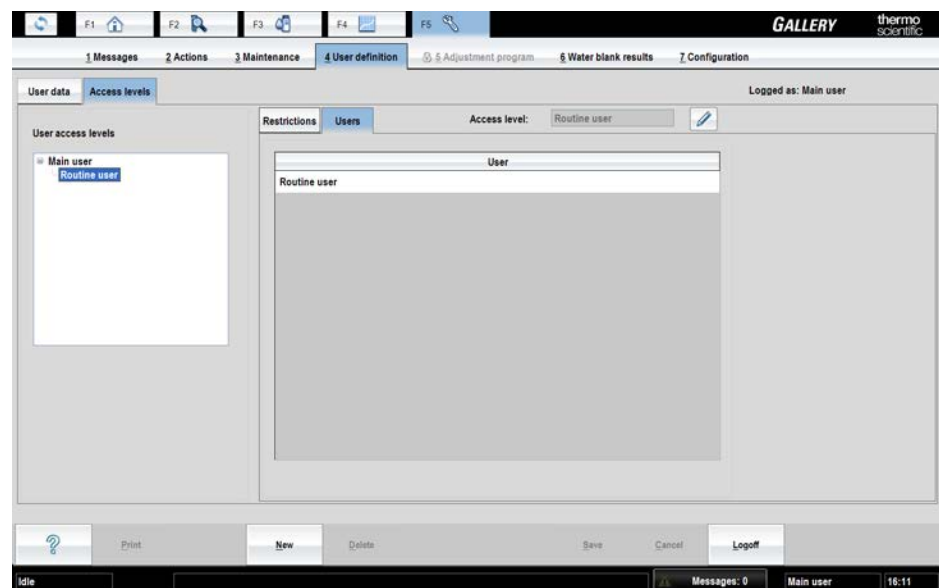 F1 F2 F3 F4 F5 GALLERY thermo scientific
1 Messages 2 Actions 3 Maintenance 4 User definition 5 Adjustment program 6 Water blank results 7 Configuration
User data Access levels Logged as: Main user
Restrictions Users Access level: Routine user
User access levels
Main user
Routine user
User
Routine user
? Print New Delete Save Cancel Logoff
Idle Messages: 0 Main user 16:11